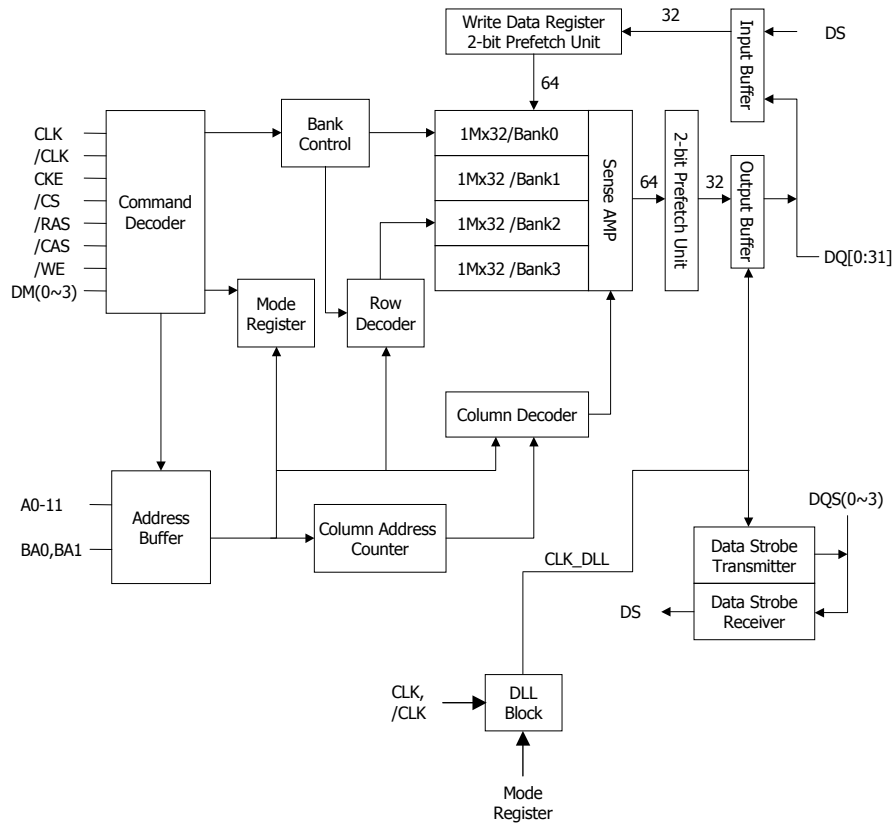 Write Data Register
2-bit Prefetch Unit
32
Input Buffer
DS
64
CLK
/CLK
CKE
/CS
/RAS
/CAS
/WE
DM(0~3)
Command
Decoder
Bank
Control
1Mx32/Bank0
1Mx32 /Bank1
1Mx32 /Bank2
1Mx32 /Bank3
Sense AMP
64
2-bit Prefetch Unit
32
Output Buffer
DQ[0:31]
Mode
Register
Row
Decoder
Column Decoder
A0-11
BA0,BA1
Address
Buffer
Column Address
Counter
CLK_DLL
DQS(0~3)
Data Strobe
Transmitter
Data Strobe
Receiver
DS
CLK,
/CLK
DLL
Block
Mode
Register